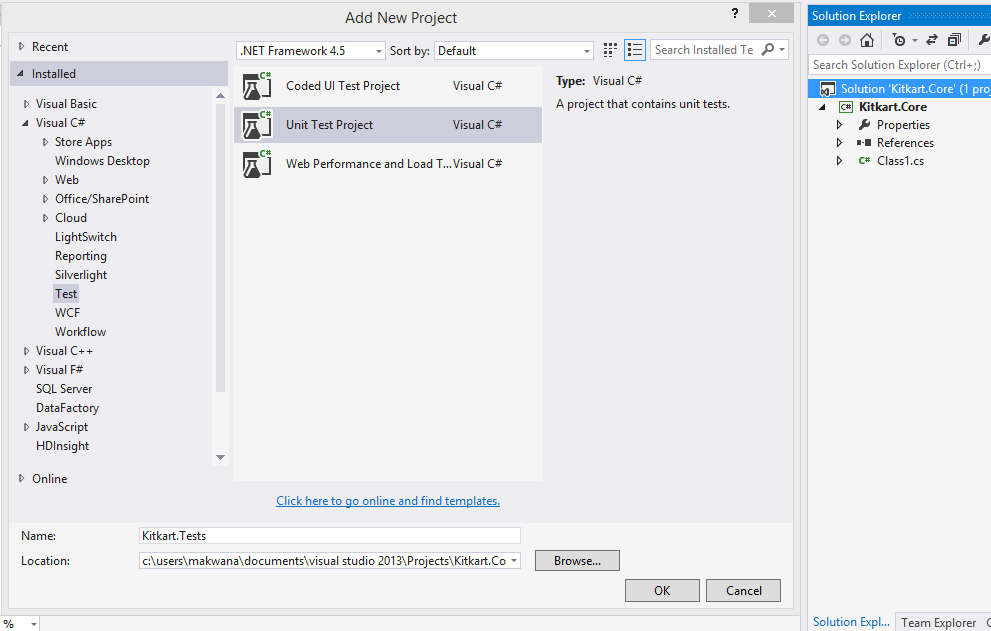 Add New Project
?
Recent
Installed
Visual Basic
Visual C#
Store Apps
Windows Desktop
Web
Office/SharePoint
Cloud
LightSwitch
Reporting
Silverlight
Test
WCF
Workflow
Visual C++
Visual F#
SQL Server
DataFactory
JavaScript
HDInsight
Online
.NET Framework 4.5
Sort by: Default
Search Installed Te
C# Coded UI Test Project Visual C#
C# Unit Test Project Visual C#
C# Web Performance and Load T... Visual C#
Type: Visual C#
A project that contains unit tests.
Click here to go online and find templates.
Name: Kitkart.Tests
Location: c:\users\makwana\documents\visual studio 2013\Projects\Kitkart.Co
Browse...
OK Cancel
%
Solution Explorer
Search Solution Explorer (Ctrl+;)
Solution 'Kitkart.Core' (1 pro
C# Kitkart.Core
Properties
References
C# Class1.cs
Solution Expl... Team Explorer